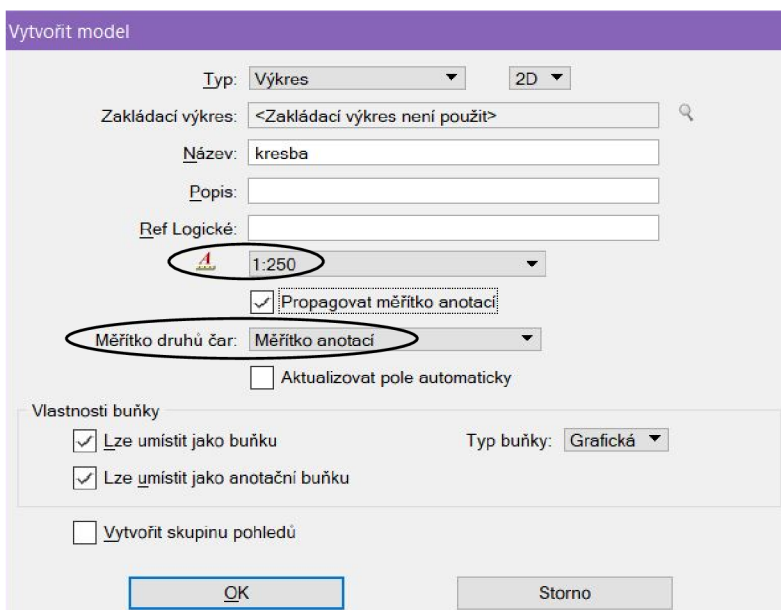 Vytvořit model
Typ: Výkres 2D
Zakládací výkres: <Zakládací výkres není použit>
Název: kresba
Popis:
Ref Logické:
A 1:250
Propagovat měřítko anotací
Měřítko druhů čar: Měřítko anotací
Aktualizovat pole automaticky
Vlastnosti buňky
Lze umístit jako buňku Typ buňky: Grafická
Lze umístit jako anotační buňku
Vytvořit skupinu pohledů
OK Storno